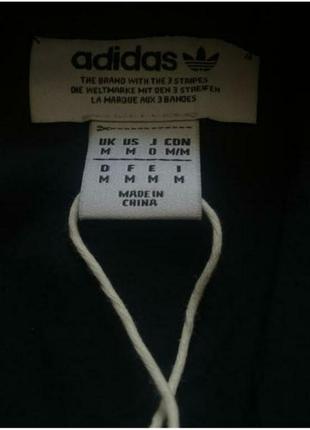 adidas
THE BRAND WITH THE 3 STRIPES
DIE WELTMARKE MIT DEN 3 STREIFEN
LA MARQUE AUX 3 BANDES
UK US J CDN
M M O M/M
D F E I
M M M M
MADE IN
CHINA